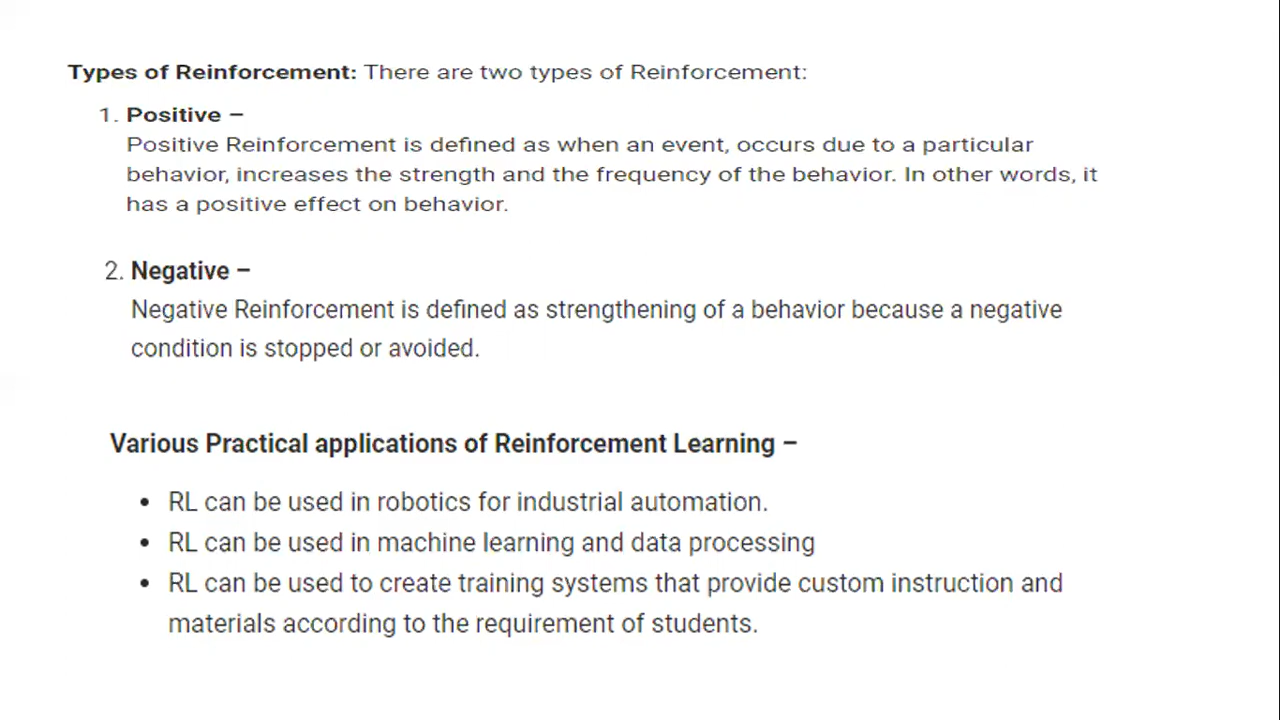 Types of Reinforcement: There are two types of Reinforcement:
1. Positive –
Positive Reinforcement is defined as when an event, occurs due to a particular
behavior, increases the strength and the frequency of the behavior. In other words, it
has a positive effect on behavior.
2. Negative –
Negative Reinforcement is defined as strengthening of a behavior because a negative
condition is stopped or avoided.
Various Practical applications of Reinforcement Learning –
• RL can be used in robotics for industrial automation.
• RL can be used in machine learning and data processing
• RL can be used to create training systems that provide custom instruction and
materials according to the requirement of students.